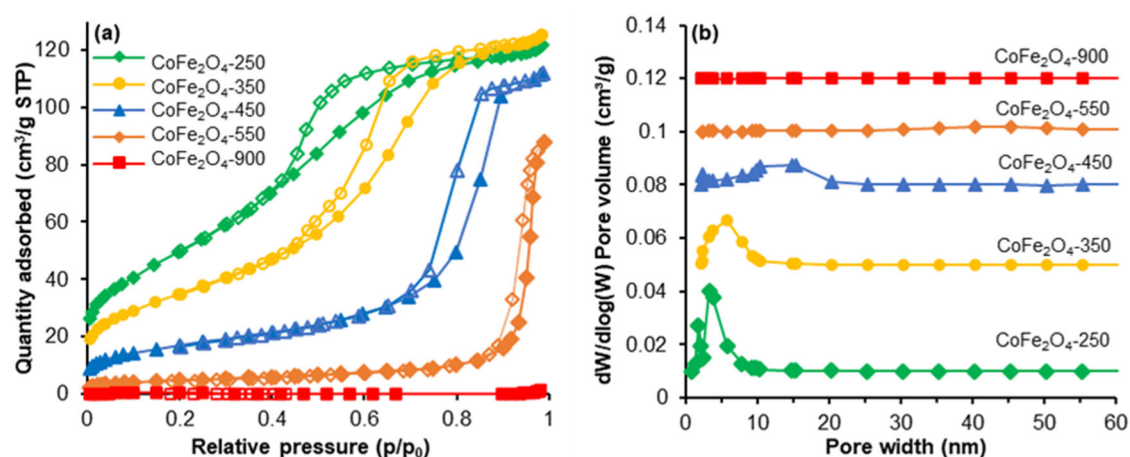 (a)
CoFe₂O₄-250
CoFe₂O₄-350
CoFe₂O₄-450
CoFe₂O₄-550
CoFe₂O₄-900
Quantity adsorbed (cm³/g STP)
120
100
80
60
40
20
0
0 0.2 0.4 0.6 0.8 1
Relative pressure (p/p₀)
(b)
CoFe₂O₄-900
CoFe₂O₄-550
CoFe₂O₄-450
CoFe₂O₄-350
CoFe₂O₄-250
dW/dlog(W) Pore volume (cm³/g)
0.14
0.12
0.1
0.08
0.06
0.04
0.02
0
0 10 20 30 40 50 60
Pore width (nm)